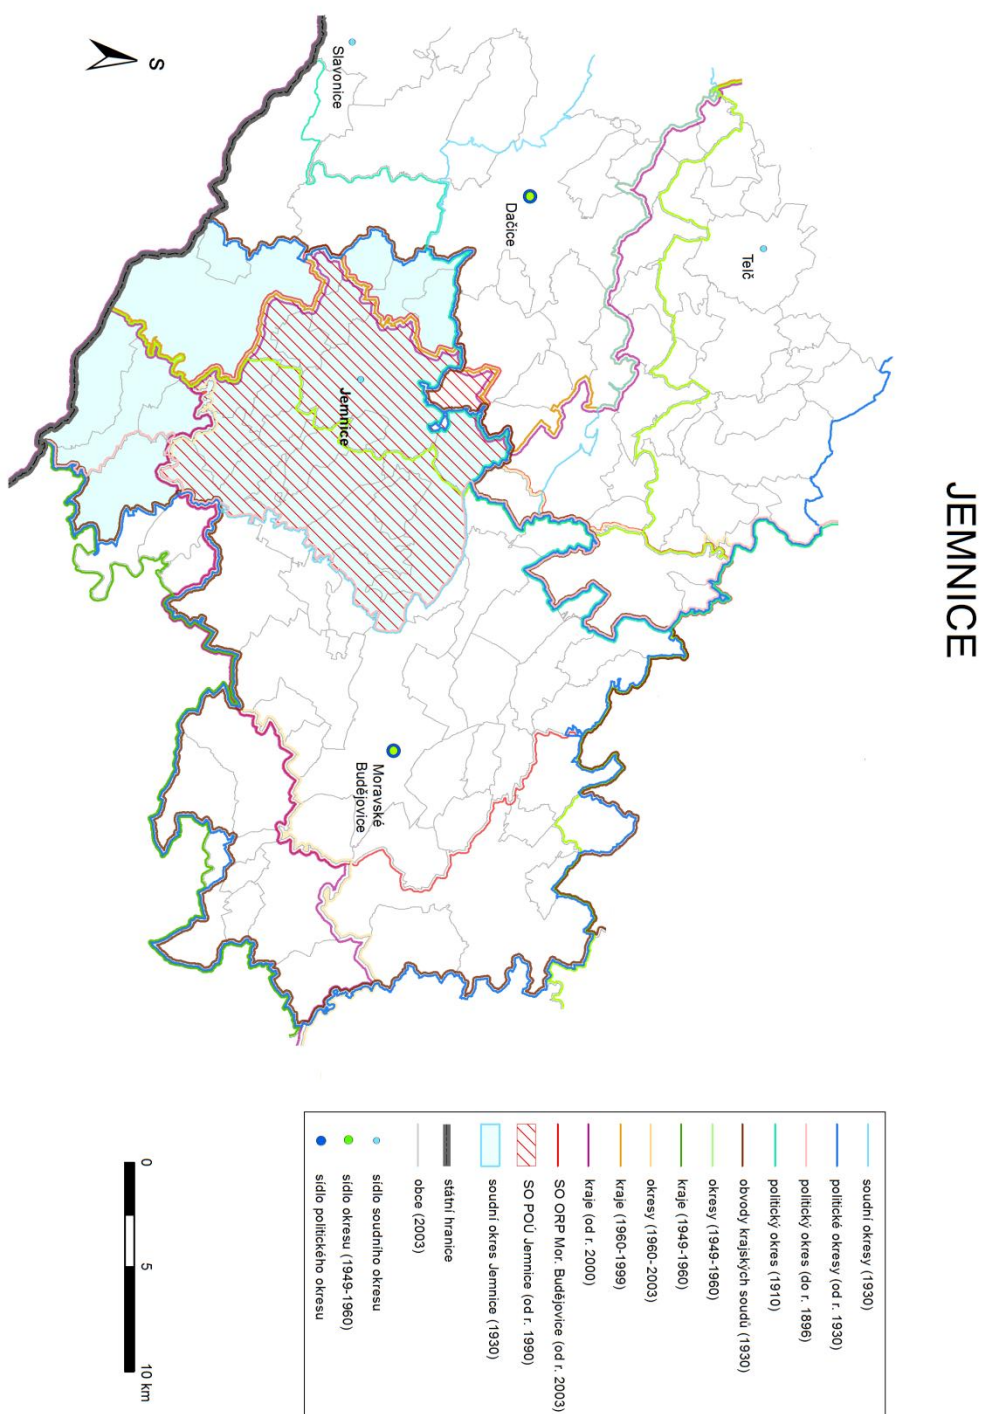 JEMNICE
S
Slavonice
Dačice
Telč
Jemnice
Moravské
Budějovice
soudní okresy (1930)
politické okresy (od r. 1930)
politický okres (do r. 1896)
politický okres (1910)
obvody krajských soudů (1930)
okresy (1949-1960)
kraje (1949-1960)
okresy (1960-2003)
kraje (1960-1999)
kraje (od r. 2000)
SO ORP Mor. Budějovice (od r. 2003)
SO POÚ Jemnice (od r. 1990)
soudní okres Jemnice (1930)
státní hranice
obce (2003)
sídlo soudního okresu
sídlo okresu (1949-1960)
sídlo politického okresu
0 5 10 km